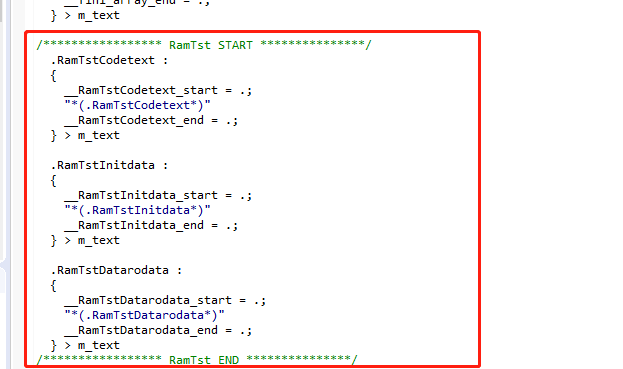 __fini_array_end = .;
} > m_text
/***************** RamTst START ***************/
.RamTstCodetext :
{
__RamTstCodetext_start = .;
"*(.RamTstCodetext*)"
__RamTstCodetext_end = .;
} > m_text
.RamTstInitdata :
{
__RamTstInitdata_start = .;
"*(.RamTstInitdata*)"
__RamTstInitdata_end = .;
} > m_text
.RamTstDatarodata :
{
__RamTstDatarodata_start = .;
"*(.RamTstDatarodata*)"
__RamTstDatarodata_end = .;
} > m_text
/***************** RamTst END ***************/